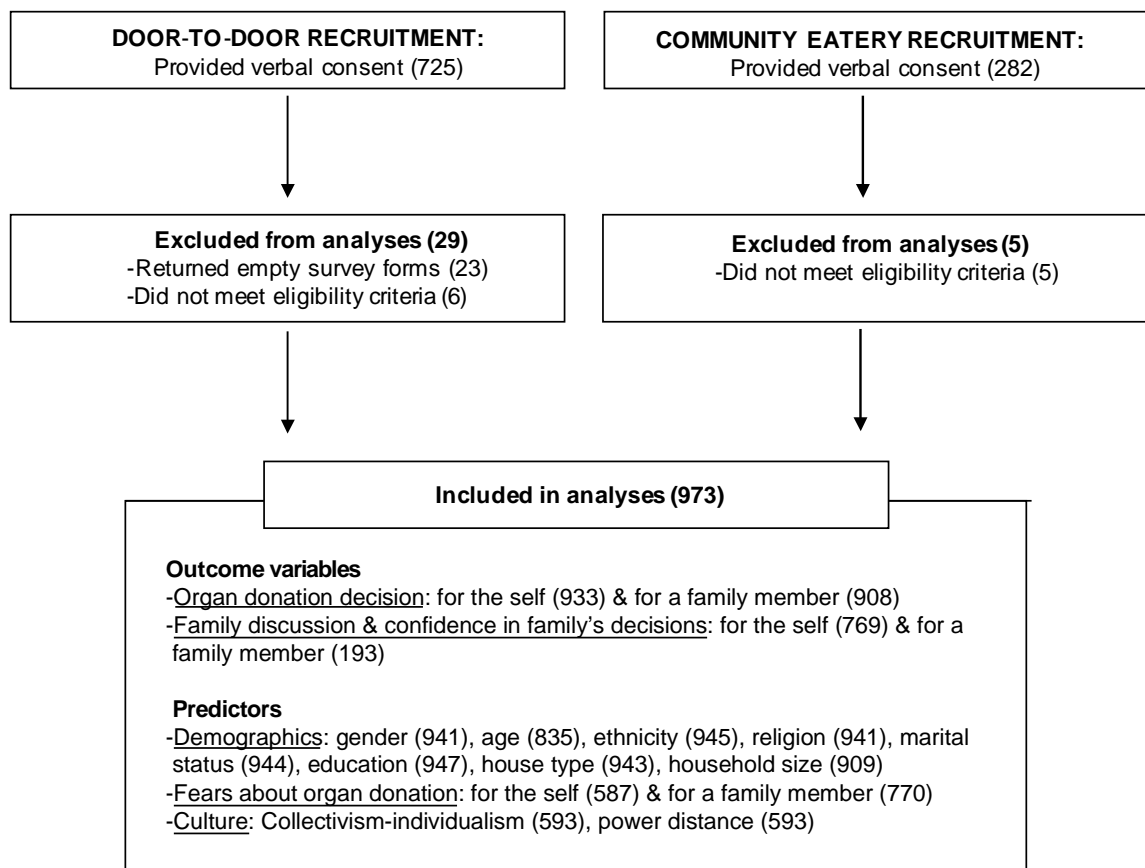 DOOR-TO-DOOR RECRUITMENT:
Provided verbal consent (725)
COMMUNITY EATERY RECRUITMENT:
Provided verbal consent (282)
Excluded from analyses (29)
-Returned empty survey forms (23)
-Did not meet eligibility criteria (6)
Excluded from analyses (5)
-Did not meet eligibility criteria (5)
Included in analyses (973)
Outcome variables
-Organ donation decision: for the self (933) & for a family member (908)
-Family discussion & confidence in family’s decisions: for the self (769) & for a
family member (193)
Predictors
-Demographics: gender (941), age (835), ethnicity (945), religion (941), marital
status (944), education (947), house type (943), household size (909)
-Fears about organ donation: for the self (587) & for a family member (770)
-Culture: Collectivism-individualism (593), power distance (593)